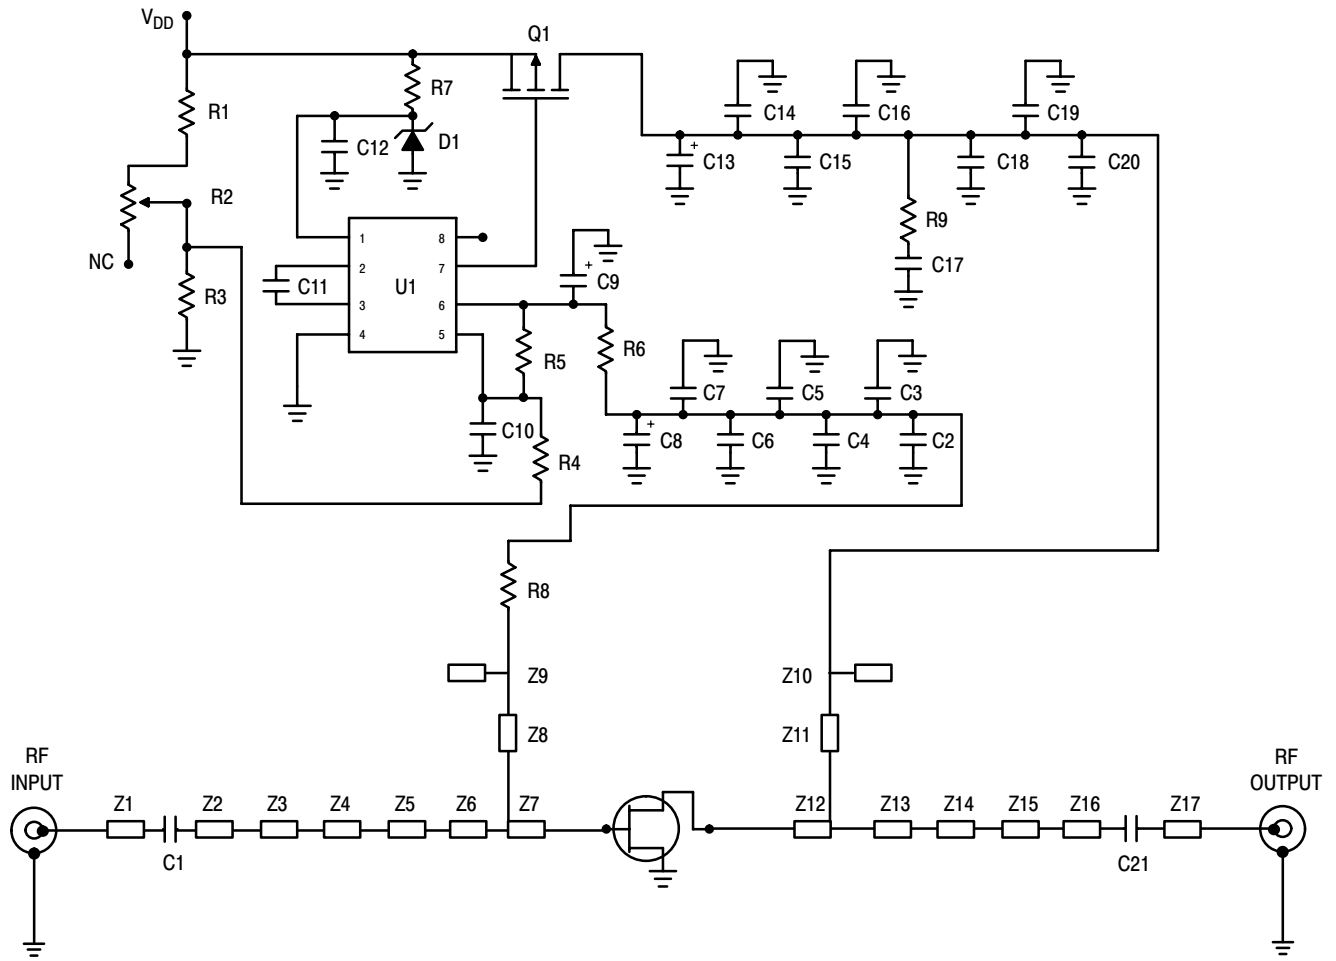 VDD
Q1
R1
R7
C12
D1
C14
C16
C19
C13
C15
C18
C20
R2
R9
NC
1
8
C17
2
7
C9
R3
C11
U1
3
6
4
5
R5
R6
C7
C5
C3
C10
C8
C6
C4
C2
R4
R8
Z9
Z10
Z8
Z11
RF
INPUT
RF
OUTPUT
Z1
Z2
Z3
Z4
Z5
Z6
Z7
Z12
Z13
Z14
Z15
Z16
Z17
C1
C21
+
+
+